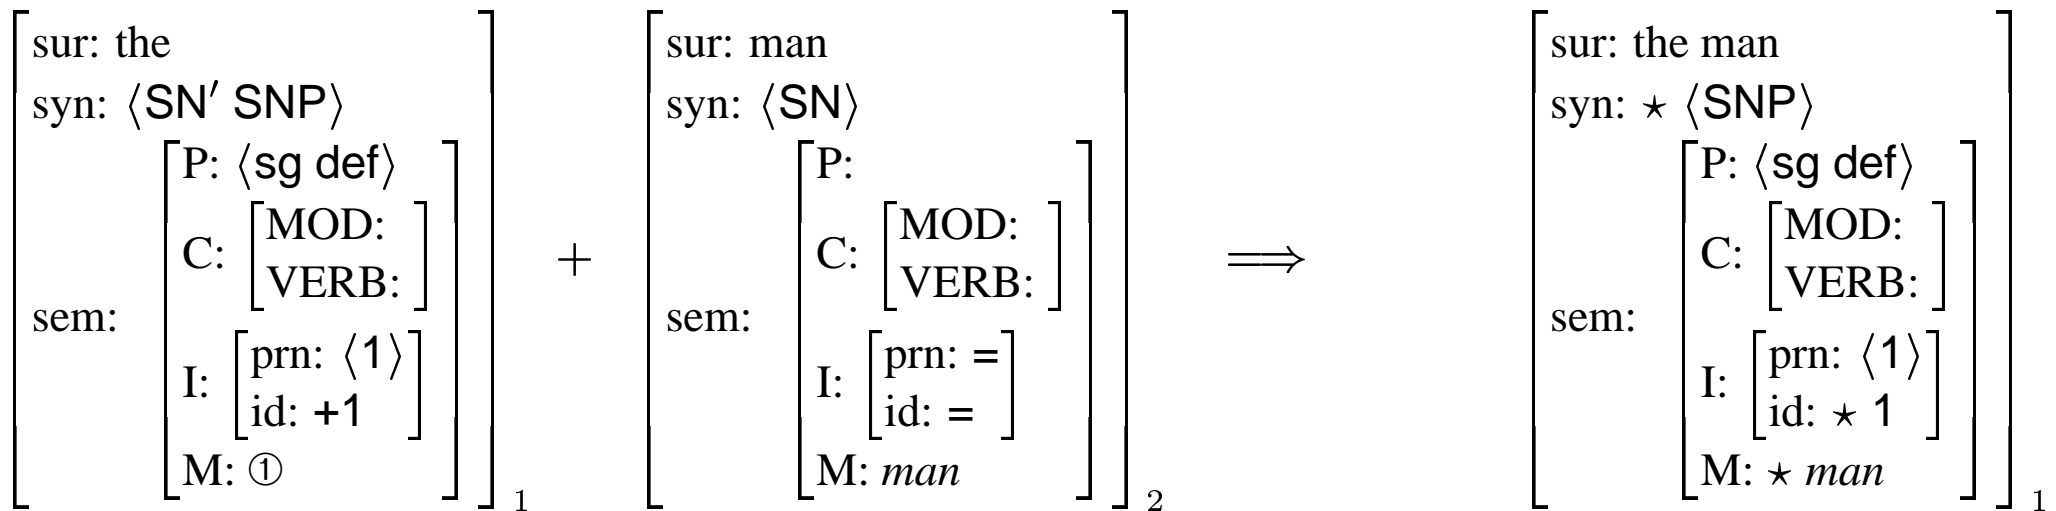 sur: the + sur: man ⟹ sur: the man
syn: ⟨SN′ SNP⟩ syn: ⟨SN⟩ syn: ⋆ ⟨SNP⟩
P: ⟨sg def⟩ P: P: ⟨sg def⟩
MOD: MOD: MOD:
C: C: C:
VERB: VERB: VERB:
sem: sem: sem:
prn: ⟨1⟩ prn: = prn: ⟨1⟩
I: I: I:
id: +1 id: = id: ⋆ 1
M: ① M: man M: ⋆ man
1 2 1